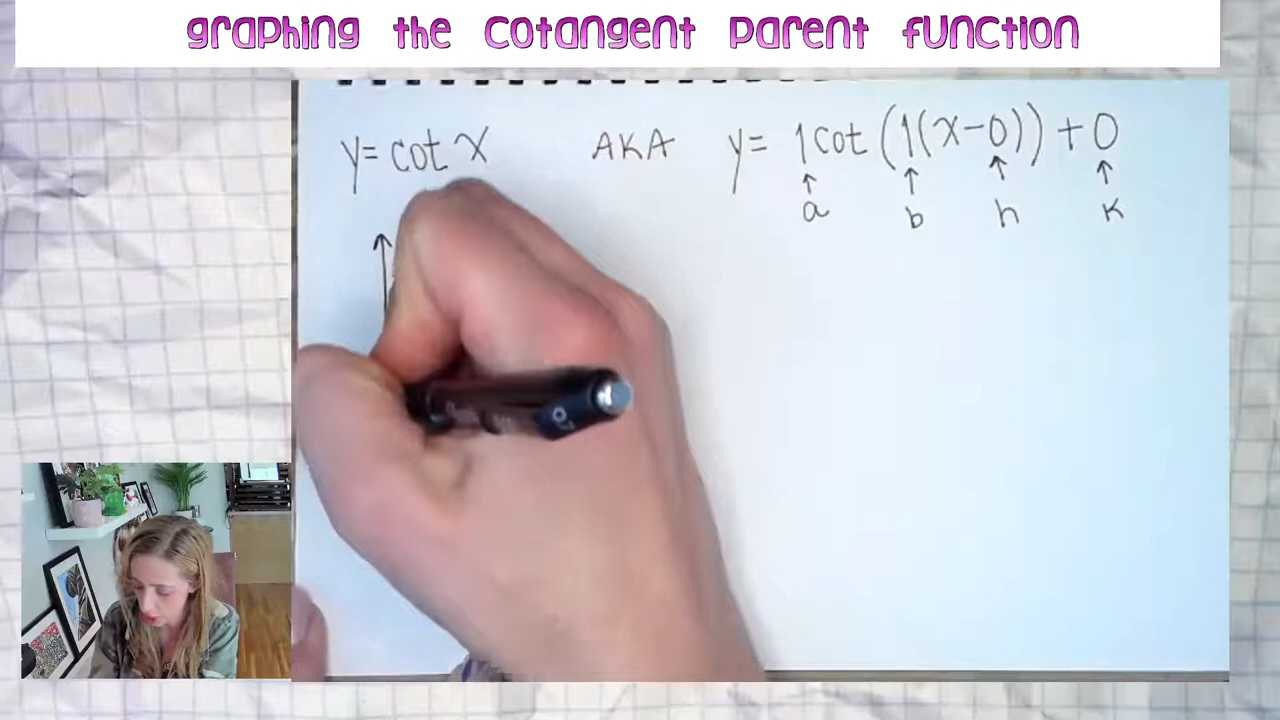 graphing the cotangent parent function
y= cot x AKA y= 1cot (1(x-0)) +0
a b h k